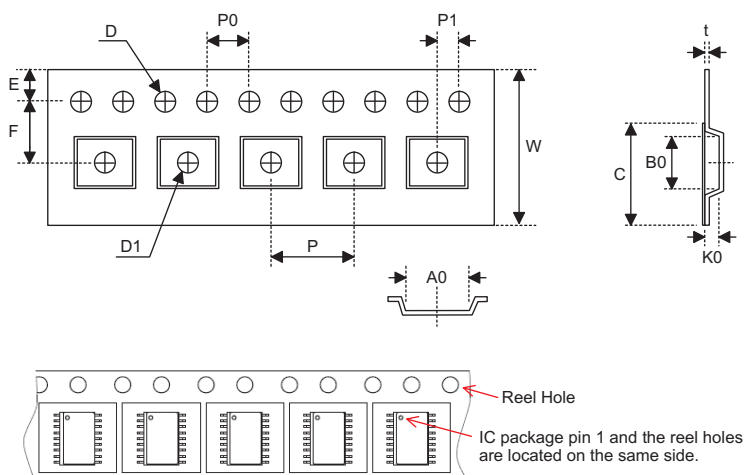 D
P0
P1
t
E
F
W
C
B0
D1
P
K0
A0
Reel Hole
IC package pin 1 and the reel holes
are located on the same side.